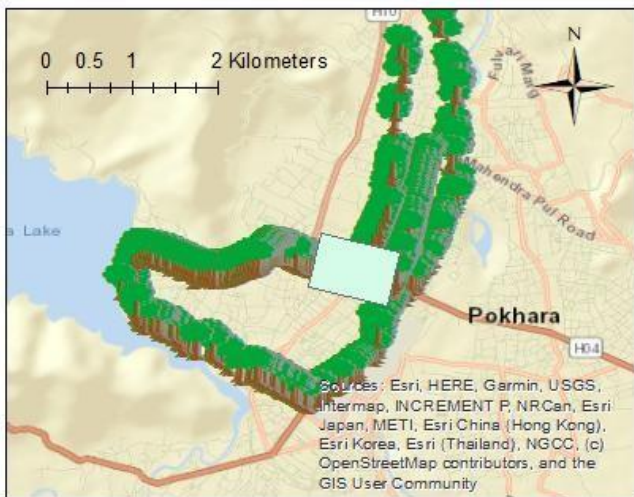 H10
N
0 0.5 1 2 Kilometers
Fulvari Marg
Mahendra Pul Road
a Lake
Pokhara
H04
Sources: Esri, HERE, Garmin, USGS,
Intermap, INCREMENT P, NRCan, Esri
Japan, METI, Esri China (Hong Kong),
Esri Korea, Esri (Thailand), NGCC, (c)
OpenStreetMap contributors, and the
GIS User Community